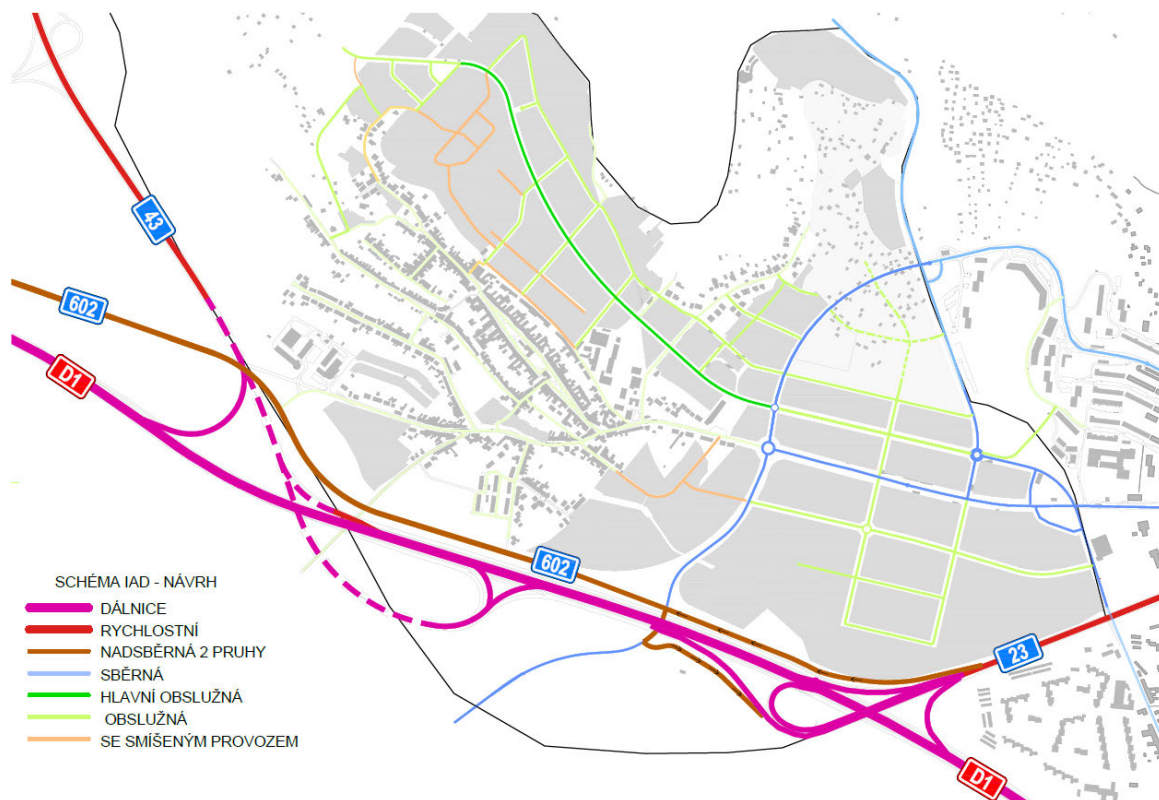 43
602
D1
602
SCHÉMA IAD - NÁVRH
DÁLNICE
RYCHLOSTNÍ
NADSBĚRNÁ 2 PRUHY
SBĚRNÁ
HLAVNÍ OBSLUŽNÁ
OBSLUŽNÁ
SE SMÍŠENÝM PROVOZEM
23
D1